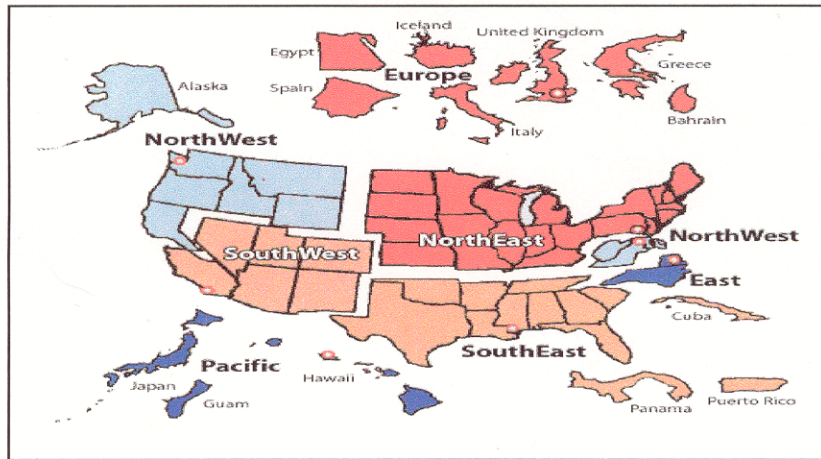 Iceland
United Kingdom
Egypt
Europe
Greece
Alaska
Spain
Italy
Bahrain
NorthWest
NorthEast
NorthWest
SouthWest
East
Cuba
SouthEast
Pacific
Japan
Hawaii
Guam
Panama
Puerto Rico